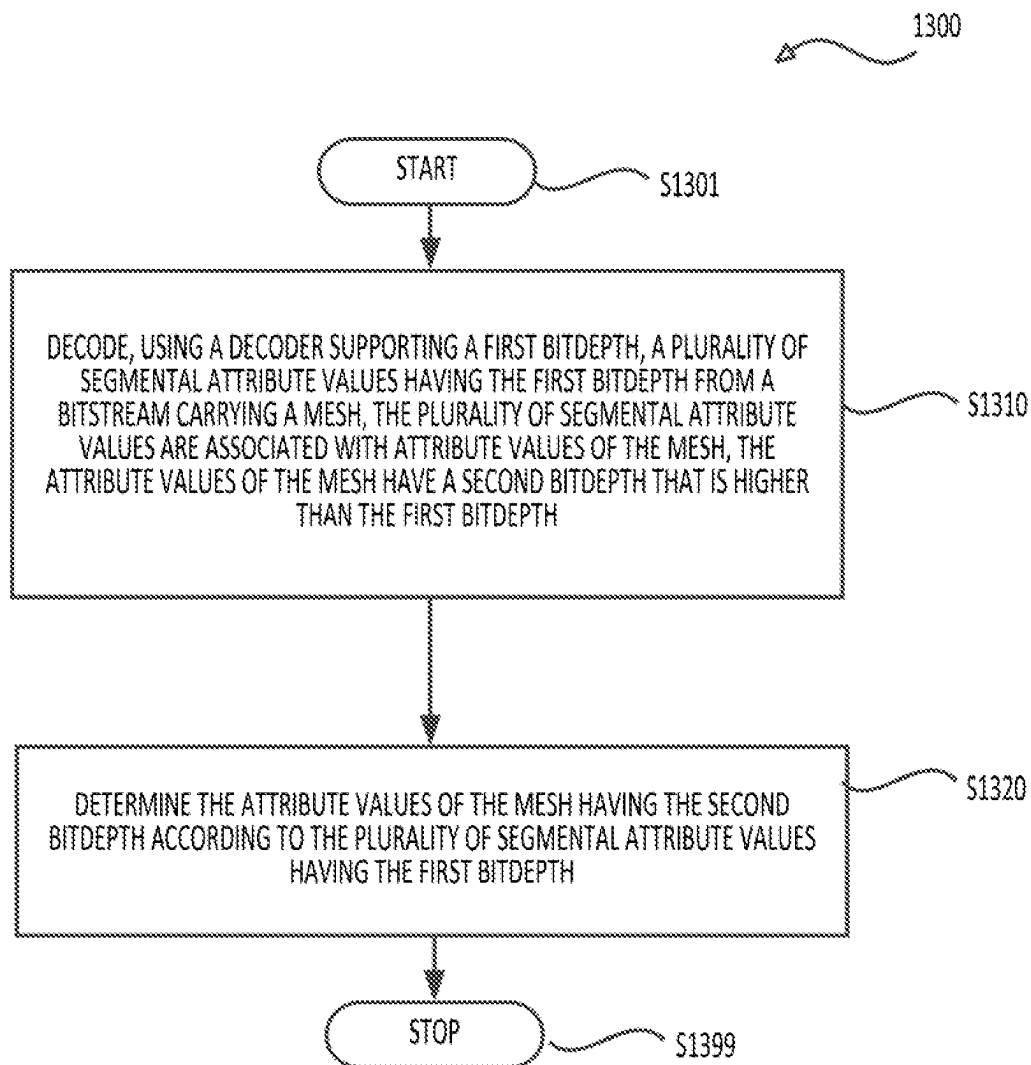 1300
START
S1301
DECODE, USING A DECODER SUPPORTING A FIRST BITDEPTH, A PLURALITY OF
SEGMENTAL ATTRIBUTE VALUES HAVING THE FIRST BITDEPTH FROM A
BITSTREAM CARRYING A MESH, THE PLURALITY OF SEGMENTAL ATTRIBUTE
VALUES ARE ASSOCIATED WITH ATTRIBUTE VALUES OF THE MESH, THE
ATTRIBUTE VALUES OF THE MESH HAVE A SECOND BITDEPTH THAT IS HIGHER
THAN THE FIRST BITDEPTH
S1310
DETERMINE THE ATTRIBUTE VALUES OF THE MESH HAVING THE SECOND
BITDEPTH ACCORDING TO THE PLURALITY OF SEGMENTAL ATTRIBUTE VALUES
HAVING THE FIRST BITDEPTH
S1320
STOP
S1399